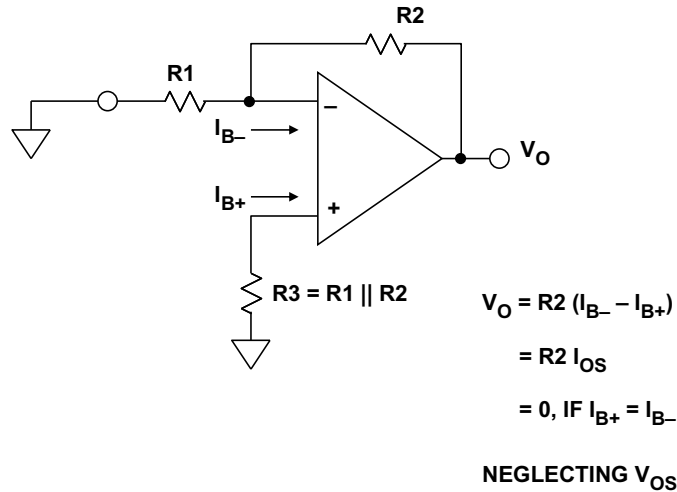 R2
R1
–
I_B–
V_O
I_B+
+
R3 = R1 || R2
V_O = R2 (I_B– – I_B+)
= R2 I_OS
= 0, IF I_B+ = I_B–
NEGLECTING V_OS